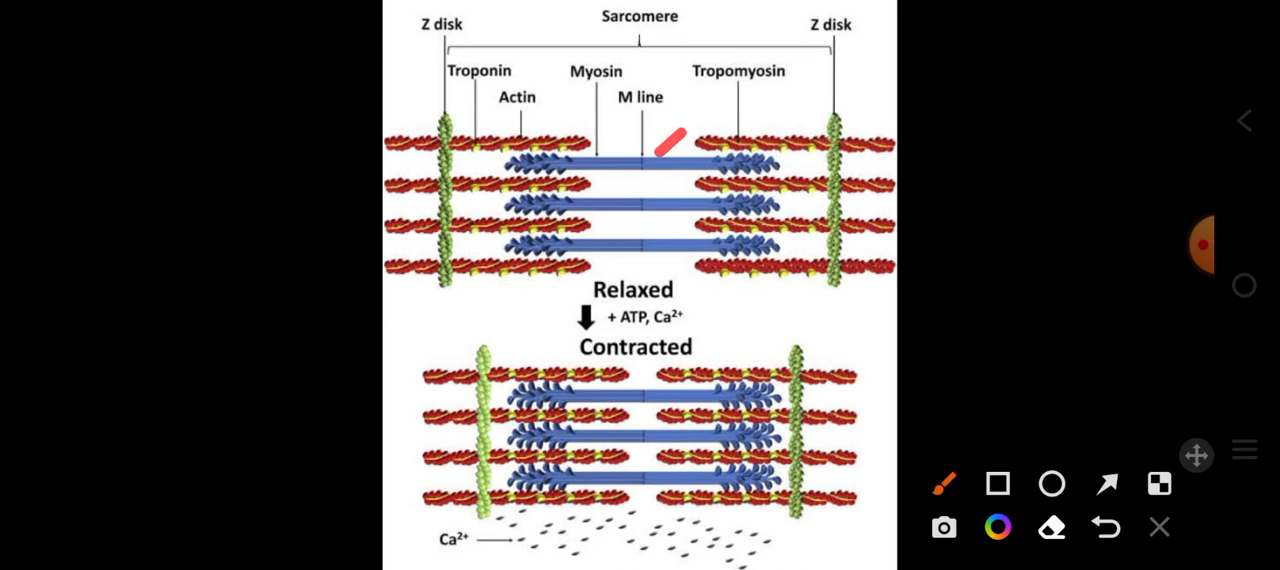 Sarcomere
Z disk
Z disk
Troponin
Myosin
Tropomyosin
Actin
M line
Relaxed
+ ATP, Ca²⁺
Contracted
Ca²⁺